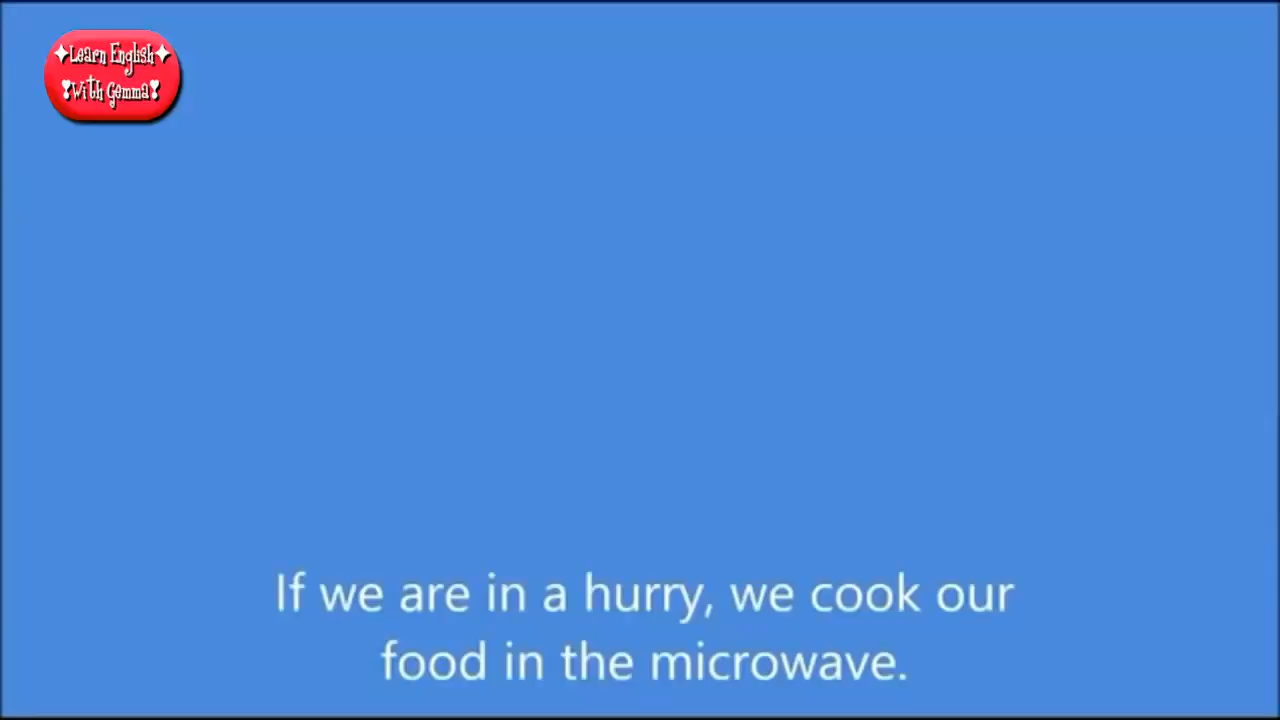 Learn English
With Gemma
If we are in a hurry, we cook our
food in the microwave.